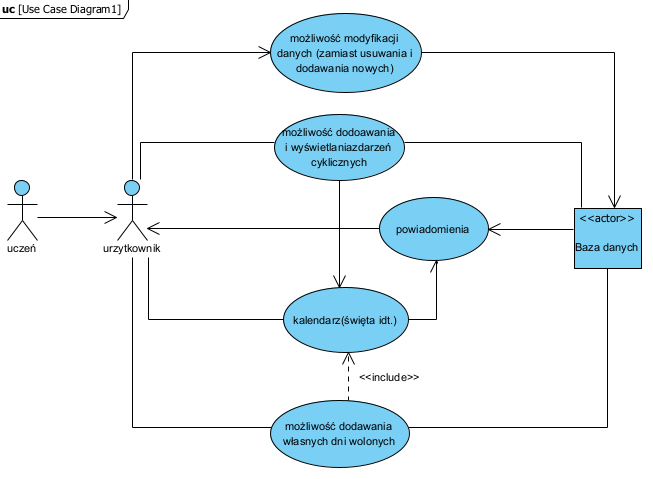 uc [Use Case Diagram1]
możliwość modyfikacji
danych (zamiast usuwania i
dodawania nowych)
możliwość dodoawania
i wyświetlaniazdarzeń
cyklicznych
<<actor>>
Baza danych
powiadomienia
uczeń
urzytkownik
kalendarz(święta idt.)
<<include>>
możliwość dodawania
własnych dni wolonych